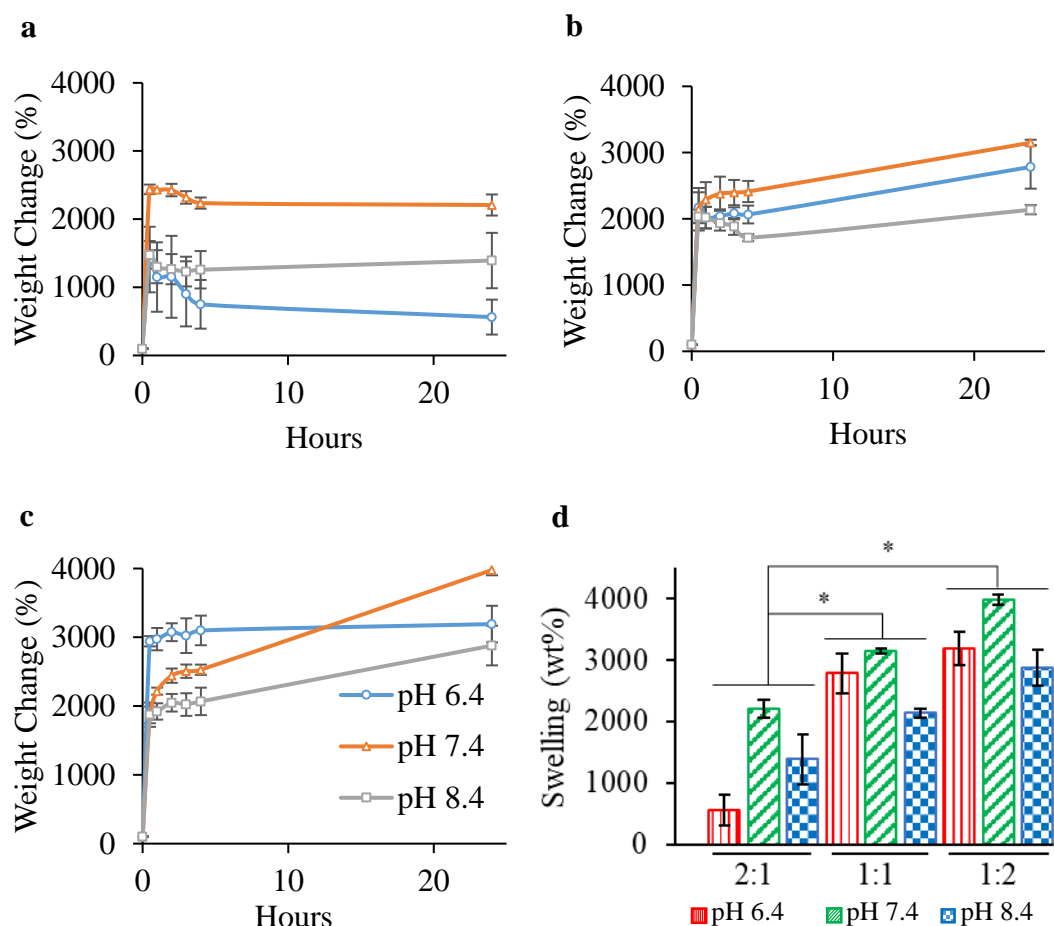 a
Weight Change (%)
4000
3000
2000
1000
0
0 10 20
Hours
b
Weight Change (%)
4000
3000
2000
1000
0
0 10 20
Hours
c
Weight Change (%)
4000
3000
2000
1000
0
0 10 20
Hours
pH 6.4
pH 7.4
pH 8.4
d
Swelling (wt%)
4000
3000
2000
1000
0
*
*
2:1 1:1 1:2
pH 6.4 pH 7.4 pH 8.4